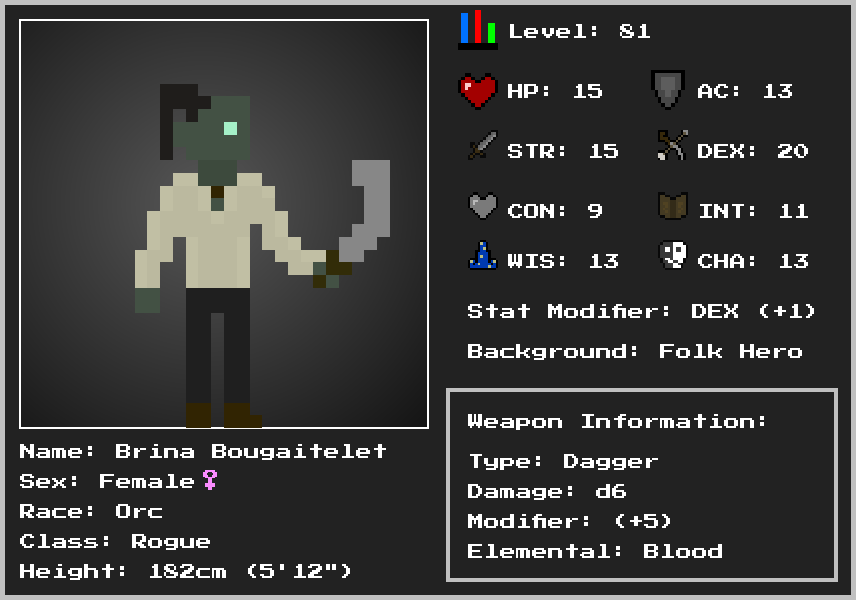 Level: 81
HP: 15
AC: 13
STR: 15
DEX: 20
CON: 9
INT: 11
WIS: 13
CHA: 13
Stat Modifier: DEX (+1)
Background: Folk Hero
Weapon Information:
Type: Dagger
Damage: d6
Modifier: (+5)
Elemental: Blood
Name: Brina Bougaitelet
Sex: Female♀
Race: Orc
Class: Rogue
Height: 182cm (5'12")